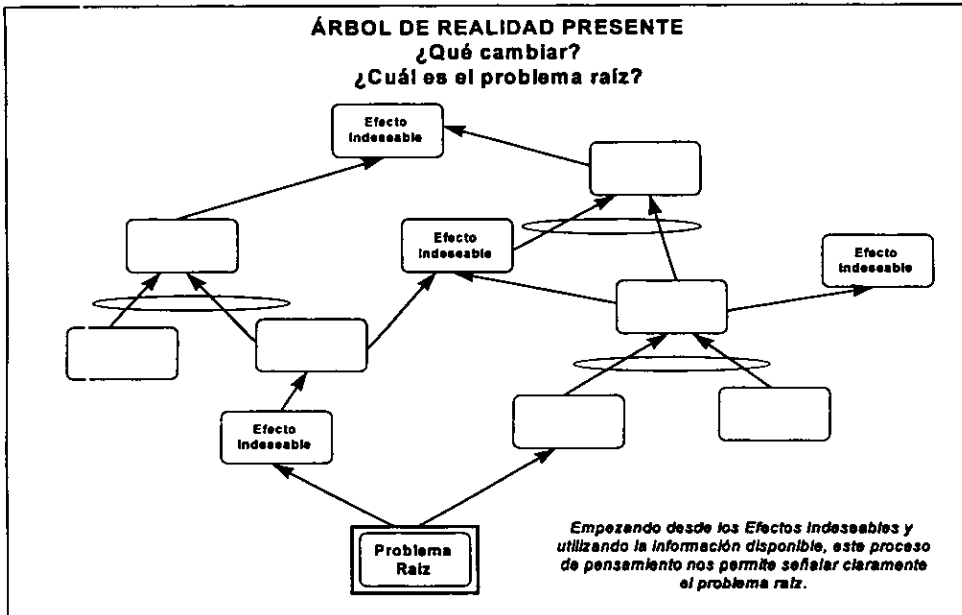 ÁRBOL DE REALIDAD PRESENTE
¿Qué cambiar?
¿Cuál es el problema raíz?
Efecto
Indeseable
Efecto
Indeseable
Efecto
Indeseable
Efecto
Indeseable
Problema
Raíz
Empezando desde los Efectos Indeseables y
utilizando la información disponible, este proceso
de pensamiento nos permite señalar claramente
el problema raíz.